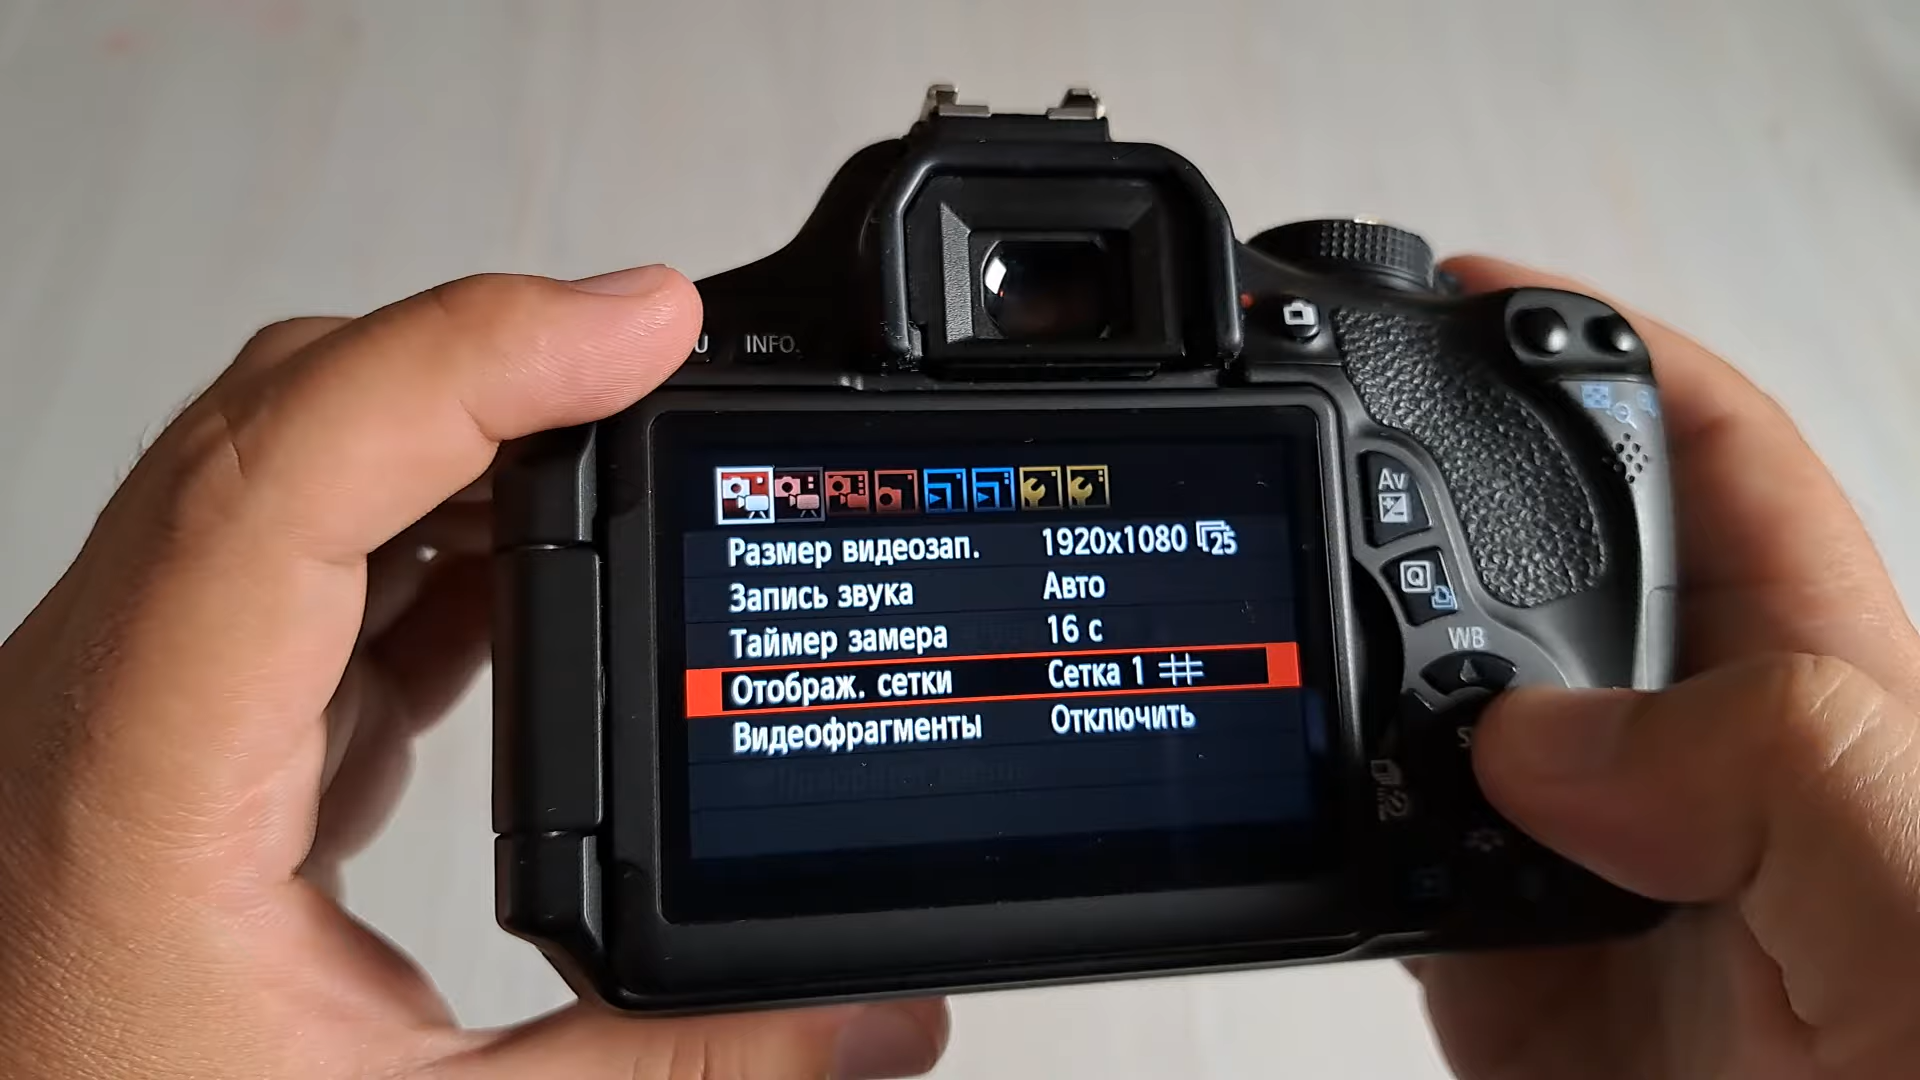 INFO.
Размер видеозап. 1920x1080 25
Запись звука Авто
Таймер замера 16 с
Отображ. сетки Сетка 1
Видеофрагменты Отключить
Av
Q
WB